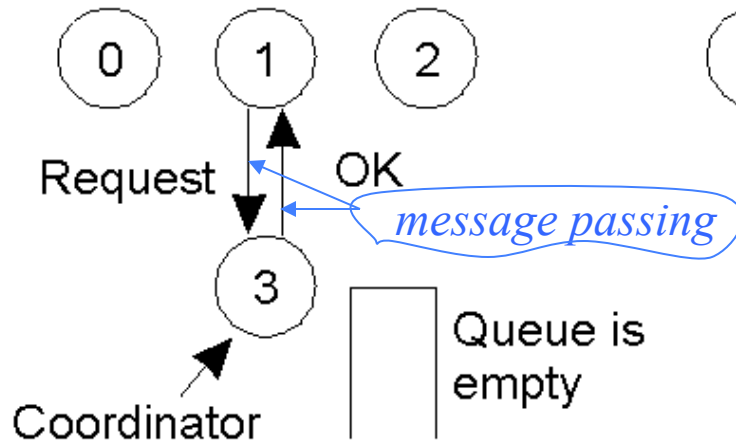 0 1 2
Request OK
message passing
3
Queue is
empty
Coordinator